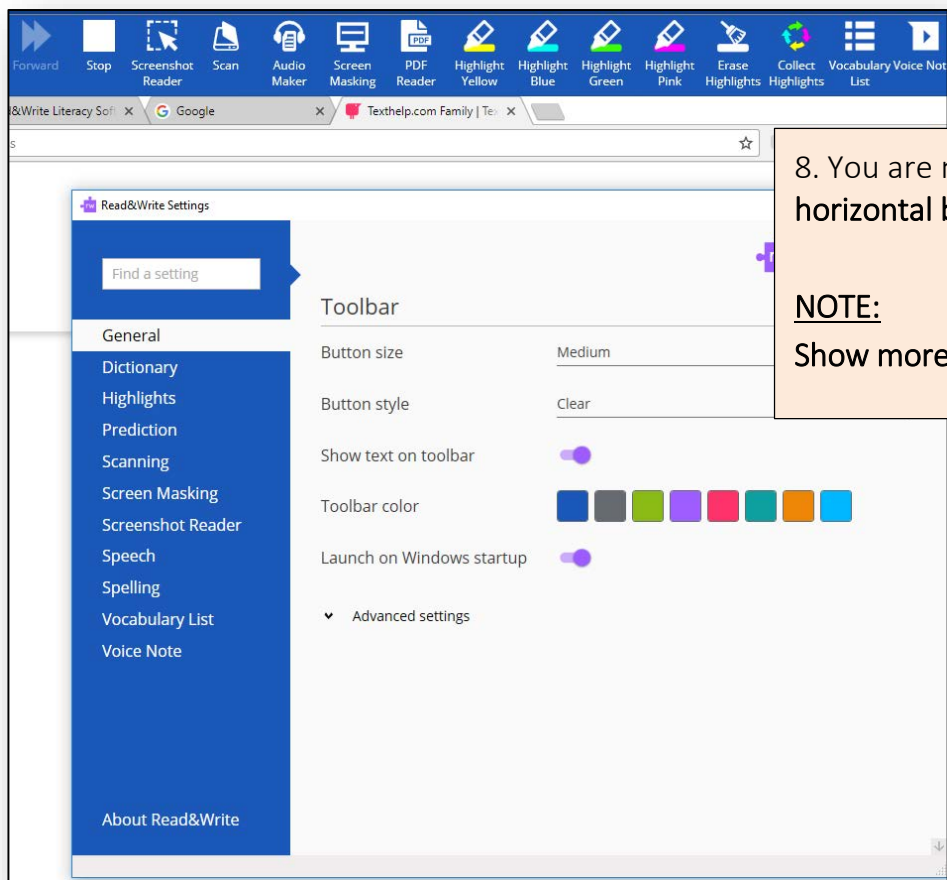 Forward Stop Screenshot Reader Scan Audio Maker Screen Masking PDF Reader Highlight Yellow Highlight Blue Highlight Green Highlight Pink Erase Highlights Collect Highlights Vocabulary List Voice Not
PDF
d&Write Literacy Soft Google Texthelp.com Family | Tex
s
8. You are
horizontal
NOTE:
Show more
Read&Write Settings
rw
Find a setting
General
Dictionary
Highlights
Prediction
Scanning
Screen Masking
Screenshot Reader
Speech
Spelling
Vocabulary List
Voice Note
About Read&Write
Toolbar
Button size Medium
Button style Clear
Show text on toolbar
Toolbar color
Launch on Windows startup
Advanced settings